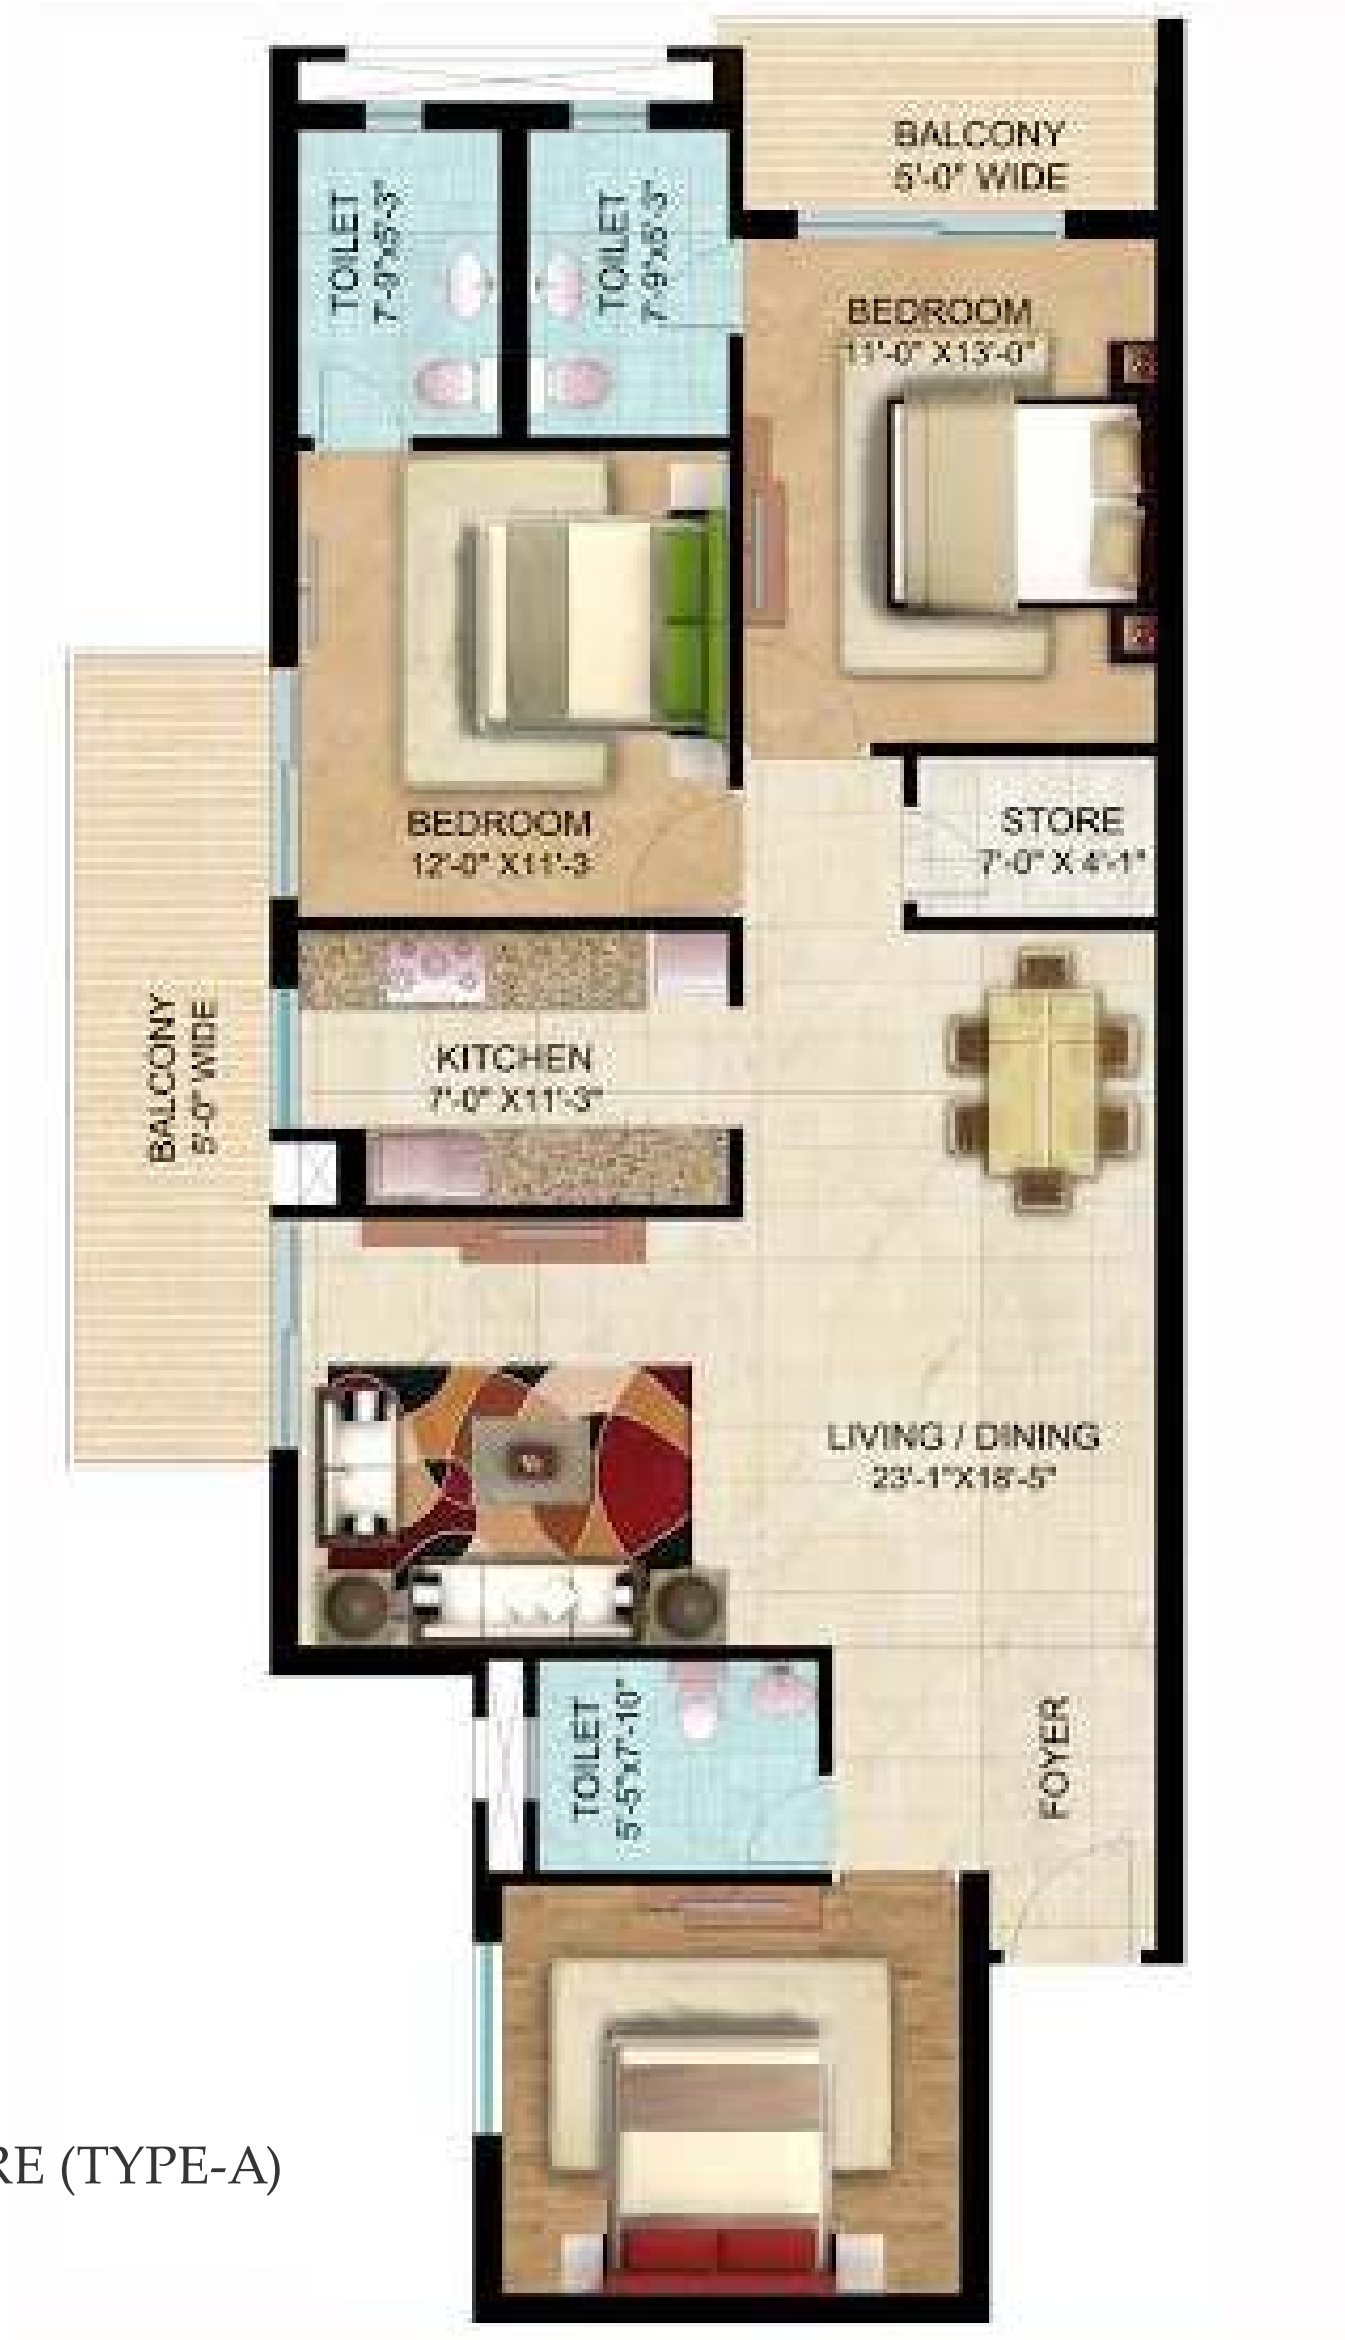 BALCONY
5'-0" WIDE
TOILET
7'-9"x5'-3"
TOILET
7'-9"x5'-3"
BEDROOM
11'-0" X13'-0"
BEDROOM
12'-0" X11'-3
STORE
7'-0" X 4'-1"
BALCONY
5'-0" WIDE
KITCHEN
7'-0" X11'-3"
LIVING / DINING
23'-1"X18'-5"
TOILET
5'-5"x7'-10"
FOYER
RE (TYPE-A)